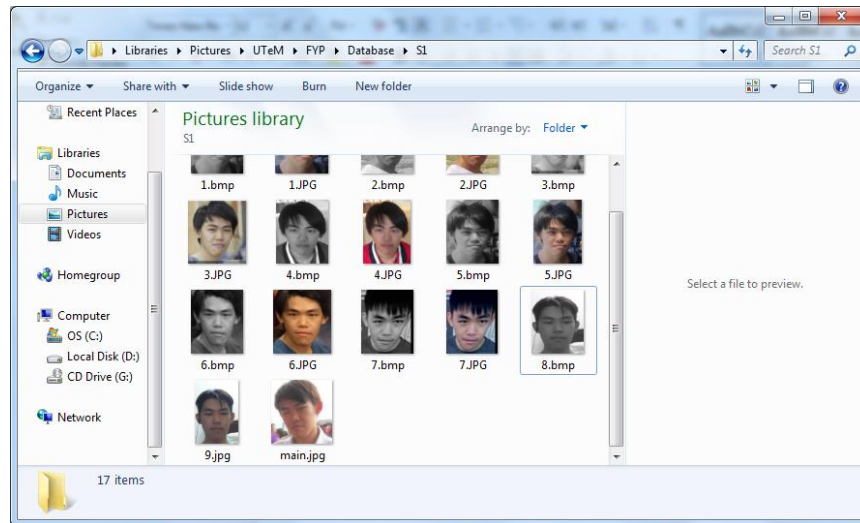 Libraries ▸ Pictures ▸ UTeM ▸ FYP ▸ Database ▸ S1
Search S1
Organize Share with Slide show Burn New folder
Recent Places
Libraries
Documents
Music
Pictures
Videos
Homegroup
Computer
OS (C:)
Local Disk (D:)
CD Drive (G:)
Network
Pictures library
S1
Arrange by: Folder
1.bmp 1.JPG 2.bmp 2.JPG 3.bmp
3.JPG 4.bmp 4.JPG 5.bmp 5.JPG
6.bmp 6.JPG 7.bmp 7.JPG 8.bmp
9.jpg main.jpg
Select a file to preview.
17 items